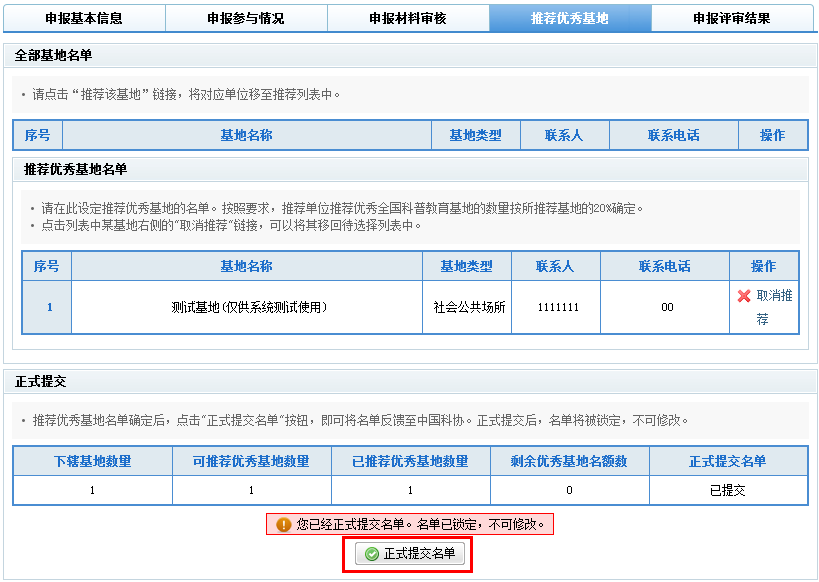 申报基本信息 申报参与情况 申报材料审核 推荐优秀基地 申报评审结果
全部基地名单
• 请点击“推荐该基地”链接，将对应单位移至推荐列表中。
序号 基地名称 基地类型 联系人 联系电话 操作
推荐优秀基地名单
• 请在此设定推荐优秀基地的名单。按照要求，推荐单位推荐优秀全国科普教育基地的数量按所推荐基地的20%确定。
• 点击列表中某基地右侧的"取消推荐"链接，可以将其移回待选择列表中。
序号 基地名称 基地类型 联系人 联系电话 操作
1 测试基地(仅供系统测试使用) 社会公共场所 1111111 00 取消推
荐
正式提交
• 推荐优秀基地名单确定后，点击"正式提交名单"按钮，即可将名单反馈至中国科协。正式提交后，名单将被锁定，不可修改。
下辖基地数量 可推荐优秀基地数量 已推荐优秀基地数量 剩余优秀基地名额数 正式提交名单
1 1 1 0 已提交
您已经正式提交名单。名单已锁定，不可修改。
正式提交名单